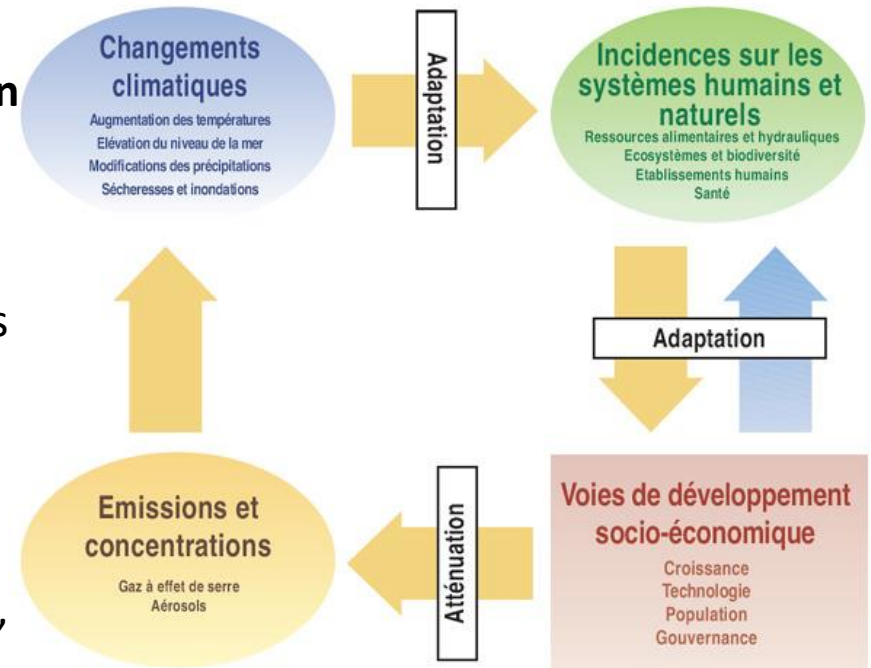 Changements
climatiques
Augmentation des températures
Elévation du niveau de la mer
Modifications des précipitations
Sécheresses et inondations
Adaptation
Incidences sur les
systèmes humains et
naturels
Ressources alimentaires et hydrauliques
Ecosystèmes et biodiversité
Etablissements humains
Santé
n
s
Adaptation
Emissions et
concentrations
Gaz à effet de serre
Aérosols
,
Atténuation
Voies de développement
socio-économique
Croissance
Technologie
Population
Gouvernance